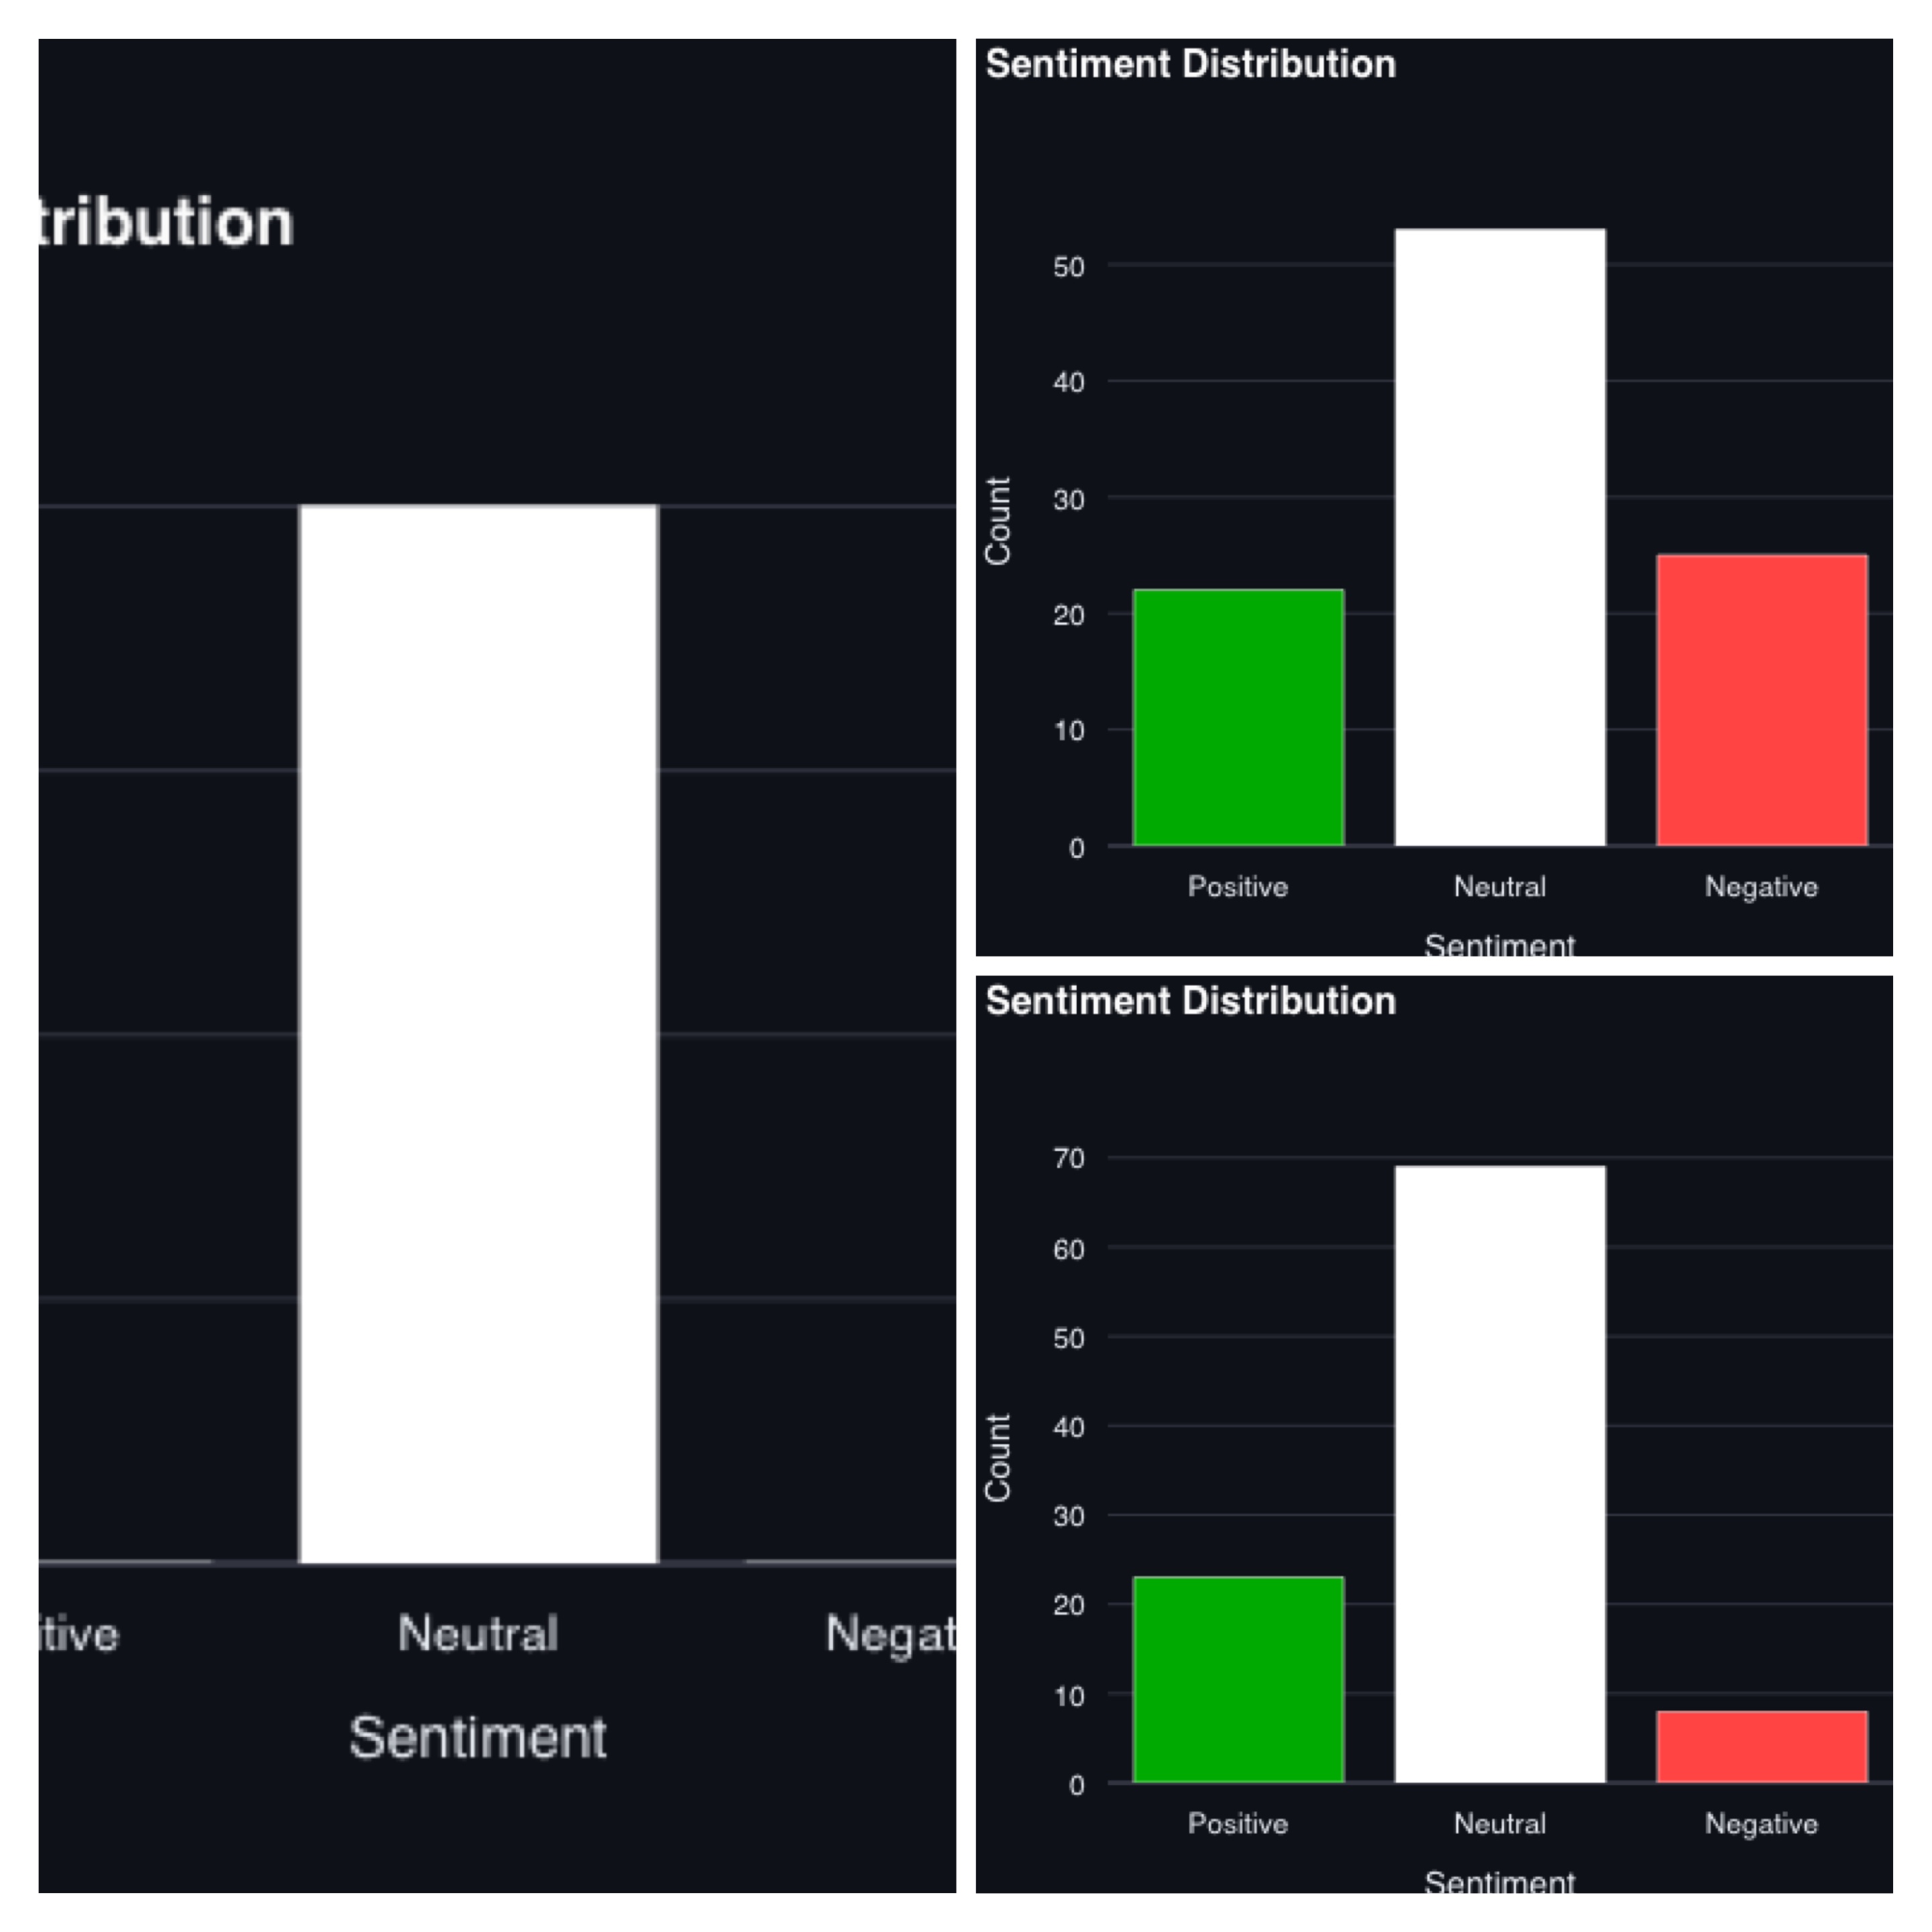 tribution
itive Neutral Negat
Sentiment
Sentiment Distribution
50
40
30
20
10
0
Count
Positive Neutral Negative
Sentiment
Sentiment Distribution
70
60
50
40
30
20
10
0
Count
Positive Neutral Negative
Sentiment